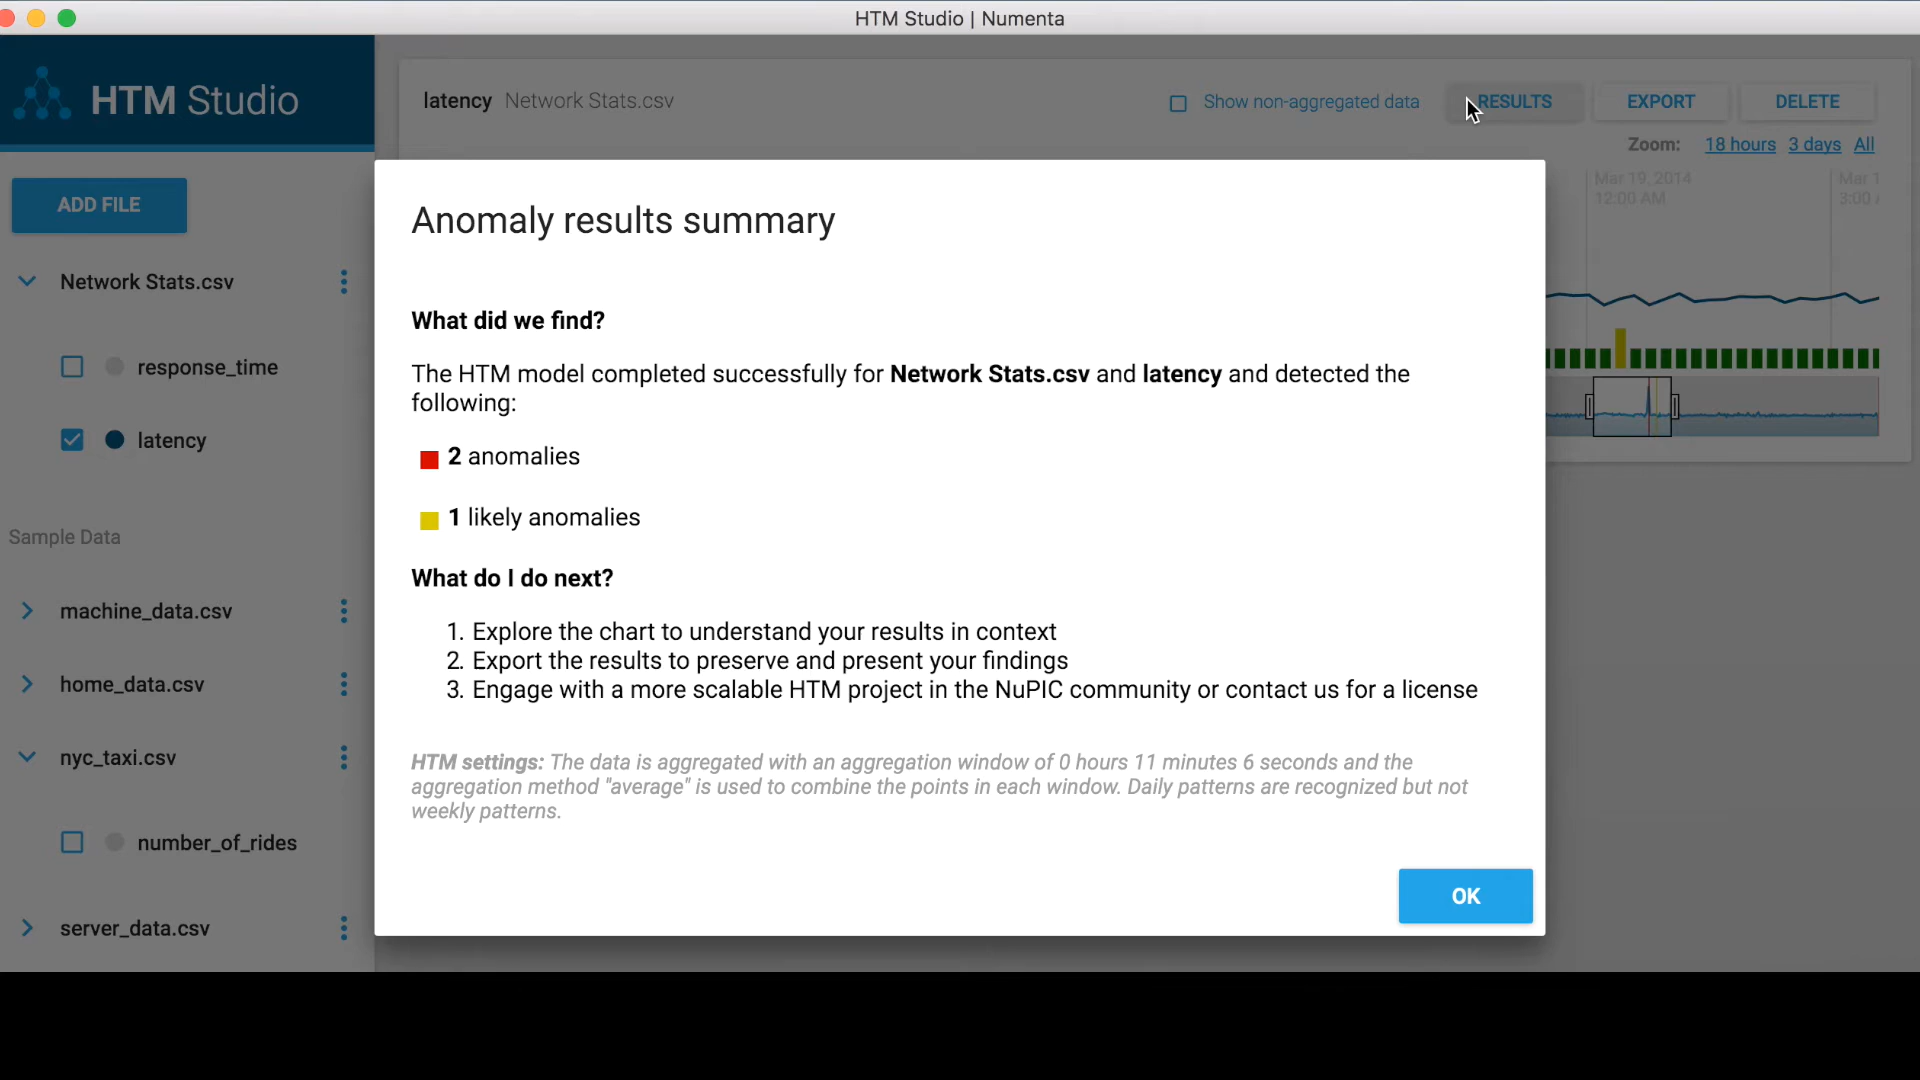 HTM Studio | Numenta
HTM Studio
latency Network Stats.csv
Show non-aggregated data
RESULTS
EXPORT
DELETE
Zoom: 18 hours 3 days All
Mar 19, 2014
12:00 AM
ADD FILE
Network Stats.csv
response_time
latency
Sample Data
machine_data.csv
home_data.csv
nyc_taxi.csv
number_of_rides
server_data.csv
Anomaly results summary
What did we find?
The HTM model completed successfully for Network Stats.csv and latency and detected the
following:
2 anomalies
1 likely anomalies
What do I do next?
1. Explore the chart to understand your results in context
2. Export the results to preserve and present your findings
3. Engage with a more scalable HTM project in the NuPIC community or contact us for a license
HTM settings: The data is aggregated with an aggregation window of 0 hours 11 minutes 6 seconds and the
aggregation method "average" is used to combine the points in each window. Daily patterns are recognized but not
weekly patterns.
OK